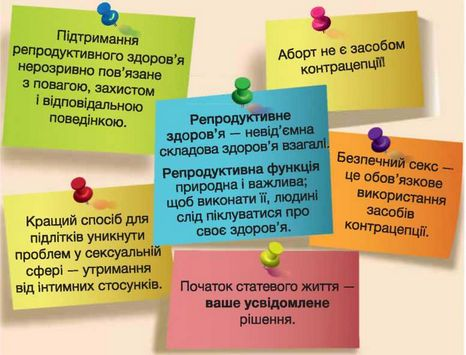 Підтримання
репродуктивного здоров’я
нерозривно пов’язане
з повагою, захистом
і відповідальною
поведінкою.
Аборт не є засобом
контрацепції!
Репродуктивне
здоров’я — невід’ємна
складова здоров’я взагалі.
Репродуктивна функція
природна і важлива;
щоб виконати її, людині
слід піклуватися про
своє здоров’я.
Безпечний секс —
це обов’язкове
використання
засобів
контрацепції.
Кращий спосіб для
підлітків уникнути
проблем у сексуальній
сфері — утримання
від інтимних стосунків.
Початок статевого життя —
ваше усвідомлене
рішення.